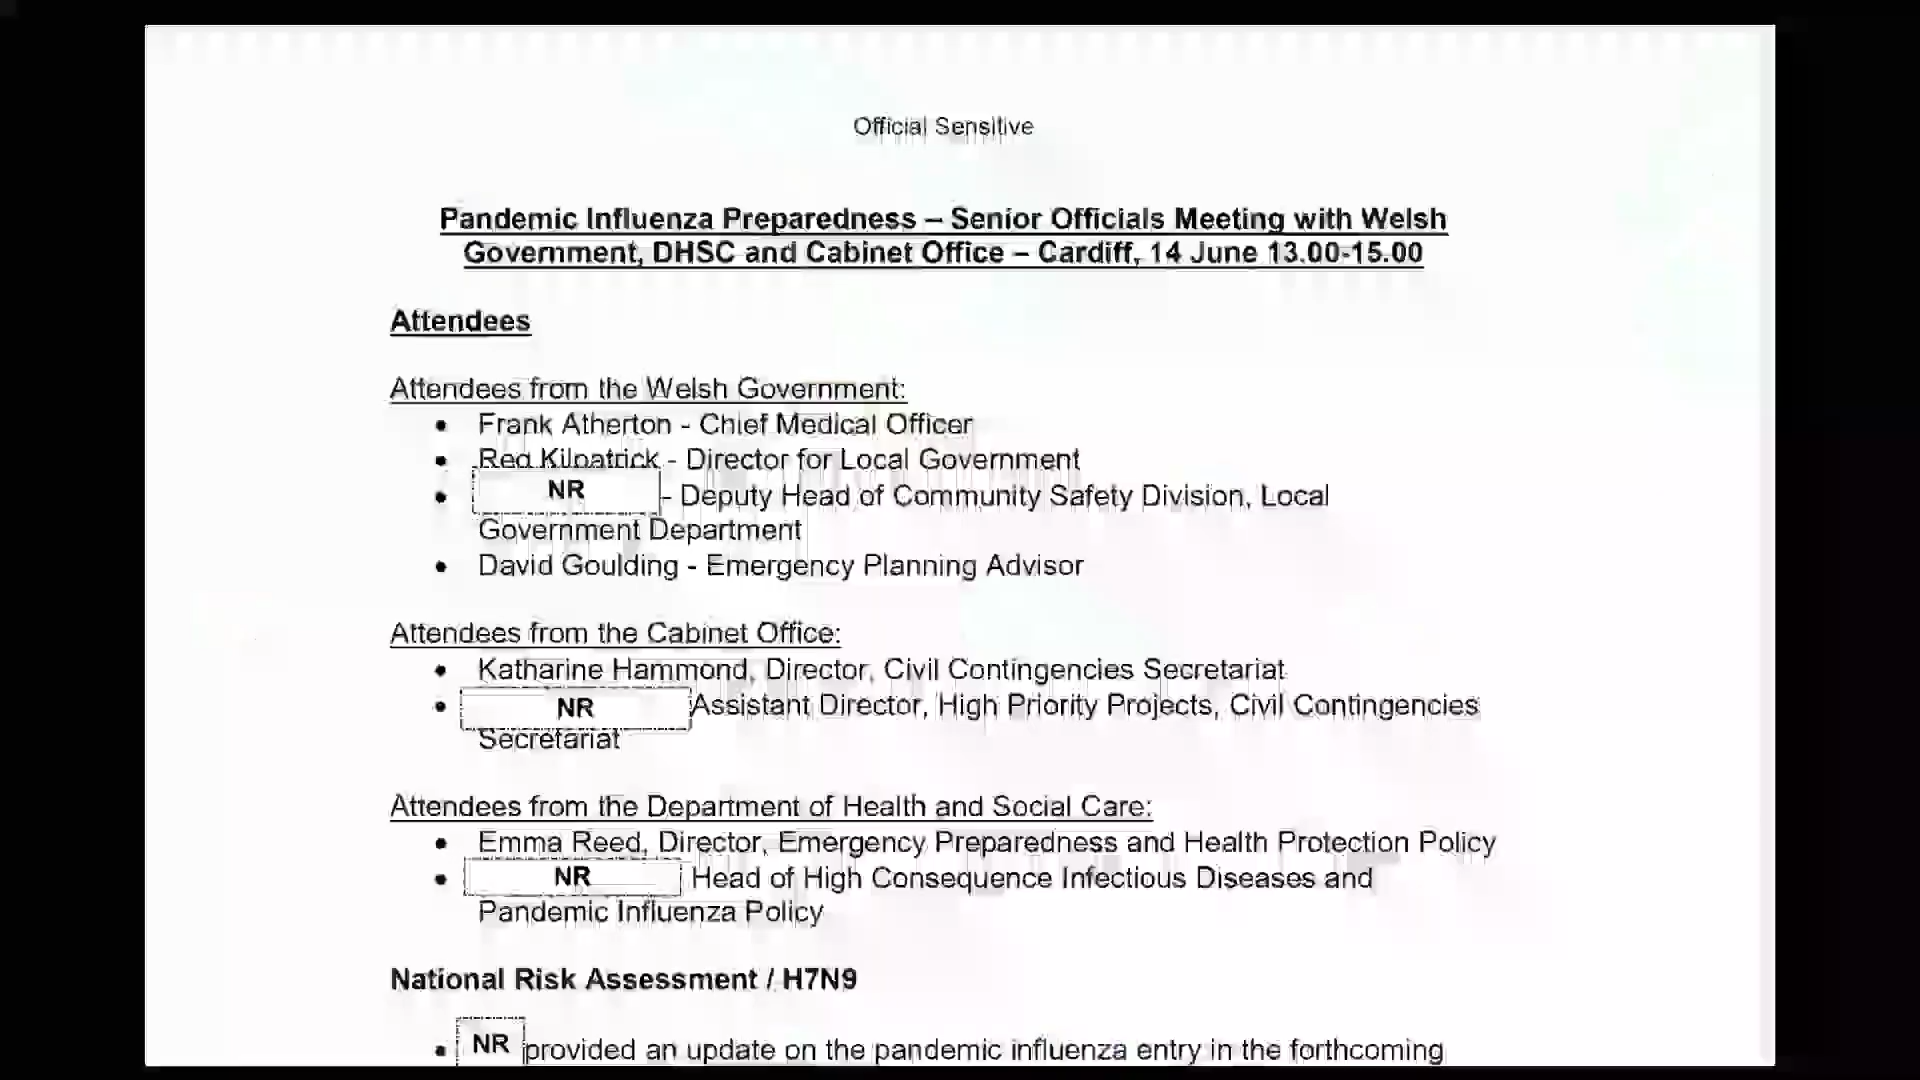 Official Sensitive
Pandemic Influenza Preparedness – Senior Officials Meeting with Welsh
Government, DHSC and Cabinet Office – Cardiff, 14 June 13.00-15.00
Attendees
Attendees from the Welsh Government:
• Frank Atherton - Chief Medical Officer
• Reg Kilpatrick - Director for Local Government
• NR - Deputy Head of Community Safety Division, Local
Government Department
• David Goulding - Emergency Planning Advisor
Attendees from the Cabinet Office:
• Katharine Hammond, Director, Civil Contingencies Secretariat
• NR Assistant Director, High Priority Projects, Civil Contingencies
Secretariat
Attendees from the Department of Health and Social Care:
• Emma Reed, Director, Emergency Preparedness and Health Protection Policy
• NR Head of High Consequence Infectious Diseases and
Pandemic Influenza Policy
National Risk Assessment / H7N9
• NR provided an update on the pandemic influenza entry in the forthcoming